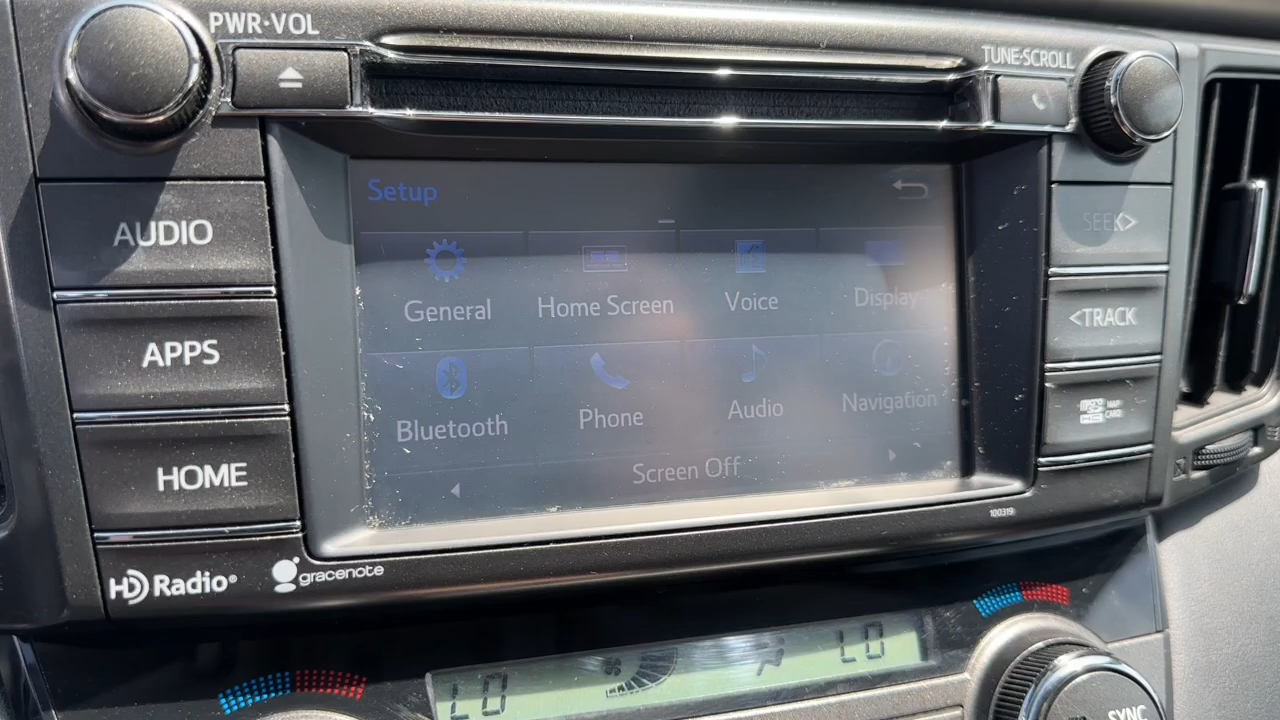 PWR·VOL
TUNE·SCROLL
AUDIO
APPS
HOME
HD Radio®
gracenote
Setup
General
Home Screen
Voice
Display
Bluetooth
Phone
Audio
Navigation
Screen Off
SEEK>
<TRACK
MAP
CARD
100319
LO
LO
SYNC